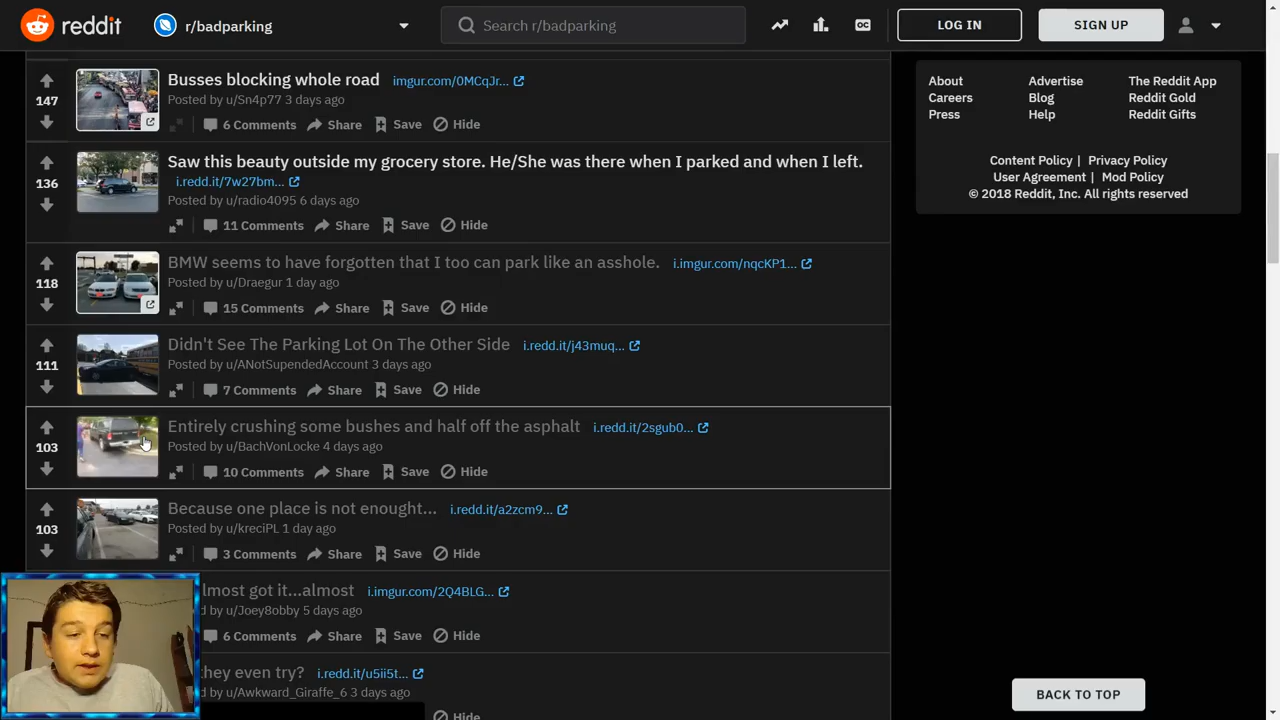 reddit r/badparking Search r/badparking LOG IN SIGN UP
147 Busses blocking whole road imgur.com/0MCqJr...
Posted by u/Sn4p77 3 days ago
6 Comments Share Save Hide
136 Saw this beauty outside my grocery store. He/She was there when I parked and when I left.
i.redd.it/7w27bm...
Posted by u/radio4095 6 days ago
11 Comments Share Save Hide
118 BMW seems to have forgotten that I too can park like an asshole. i.imgur.com/nqcKP1...
Posted by u/Draegur 1 day ago
15 Comments Share Save Hide
111 Didn't See The Parking Lot On The Other Side i.redd.it/j43muq...
Posted by u/ANotSupendedAccount 3 days ago
7 Comments Share Save Hide
103 Entirely crushing some bushes and half off the asphalt i.redd.it/2sgub0...
Posted by u/BachVonLocke 4 days ago
10 Comments Share Save Hide
103 Because one place is not enought... i.redd.it/a2zcm9...
Posted by u/kreciPL 1 day ago
3 Comments Share Save Hide
lmost got it...almost i.imgur.com/2Q4BLG...
d by u/Joey8obby 5 days ago
6 Comments Share Save Hide
they even try? i.redd.it/u5ii5t...
d by u/Awkward_Giraffe_6 3 days ago
Hide
About Advertise The Reddit App
Careers Blog Reddit Gold
Press Help Reddit Gifts
Content Policy | Privacy Policy |
User Agreement | Mod Policy
© 2018 Reddit, Inc. All rights reserved
BACK TO TOP